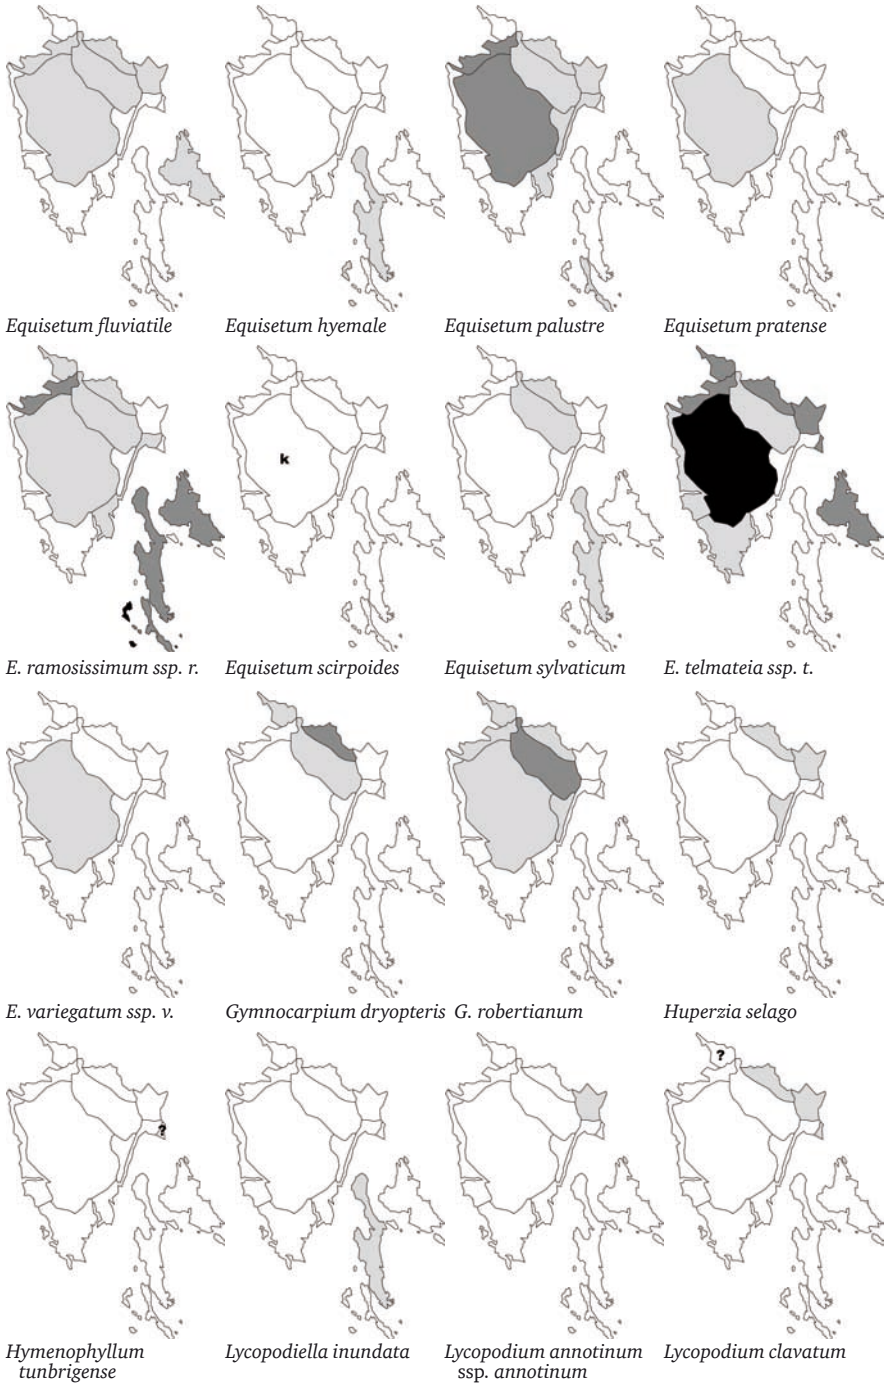 Equisetum fluviatile
Equisetum hyemale
Equisetum palustre
Equisetum pratense
k
E. ramosissimum ssp. r.
Equisetum scirpoides
Equisetum sylvaticum
E. telmateia ssp. t.
E. variegatum ssp. v.
Gymnocarpium dryopteris
G. robertianum
Huperzia selago
?
?
Hymenophyllum
tunbrigense
Lycopodiella inundata
Lycopodium annotinum
ssp. annotinum
Lycopodium clavatum